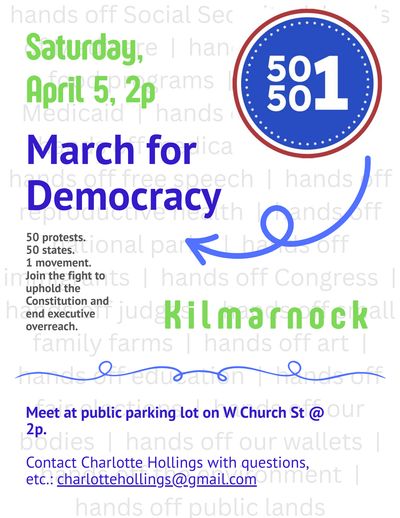 hands off Social
Saturday,
April 5, 2p
50
50
1
programs |
Medicaid | hands
March for
Democracy
hands off free speech | hands off
reproductive health | hands off
50 protests.
50 states.
1 movement.
Join the fight to
uphold the
Constitution and
end executive
overreach.
hands off
hands off Congress |
Kilmarnock
family farms | hands off art |
hands off education | hands off
Meet at public parking lot on W Church St @
2p.
our
bodies | hands off our wallets |
Contact Charlotte Hollings with questions,
etc.: charlottehollings@gmail.com
hands off public lands